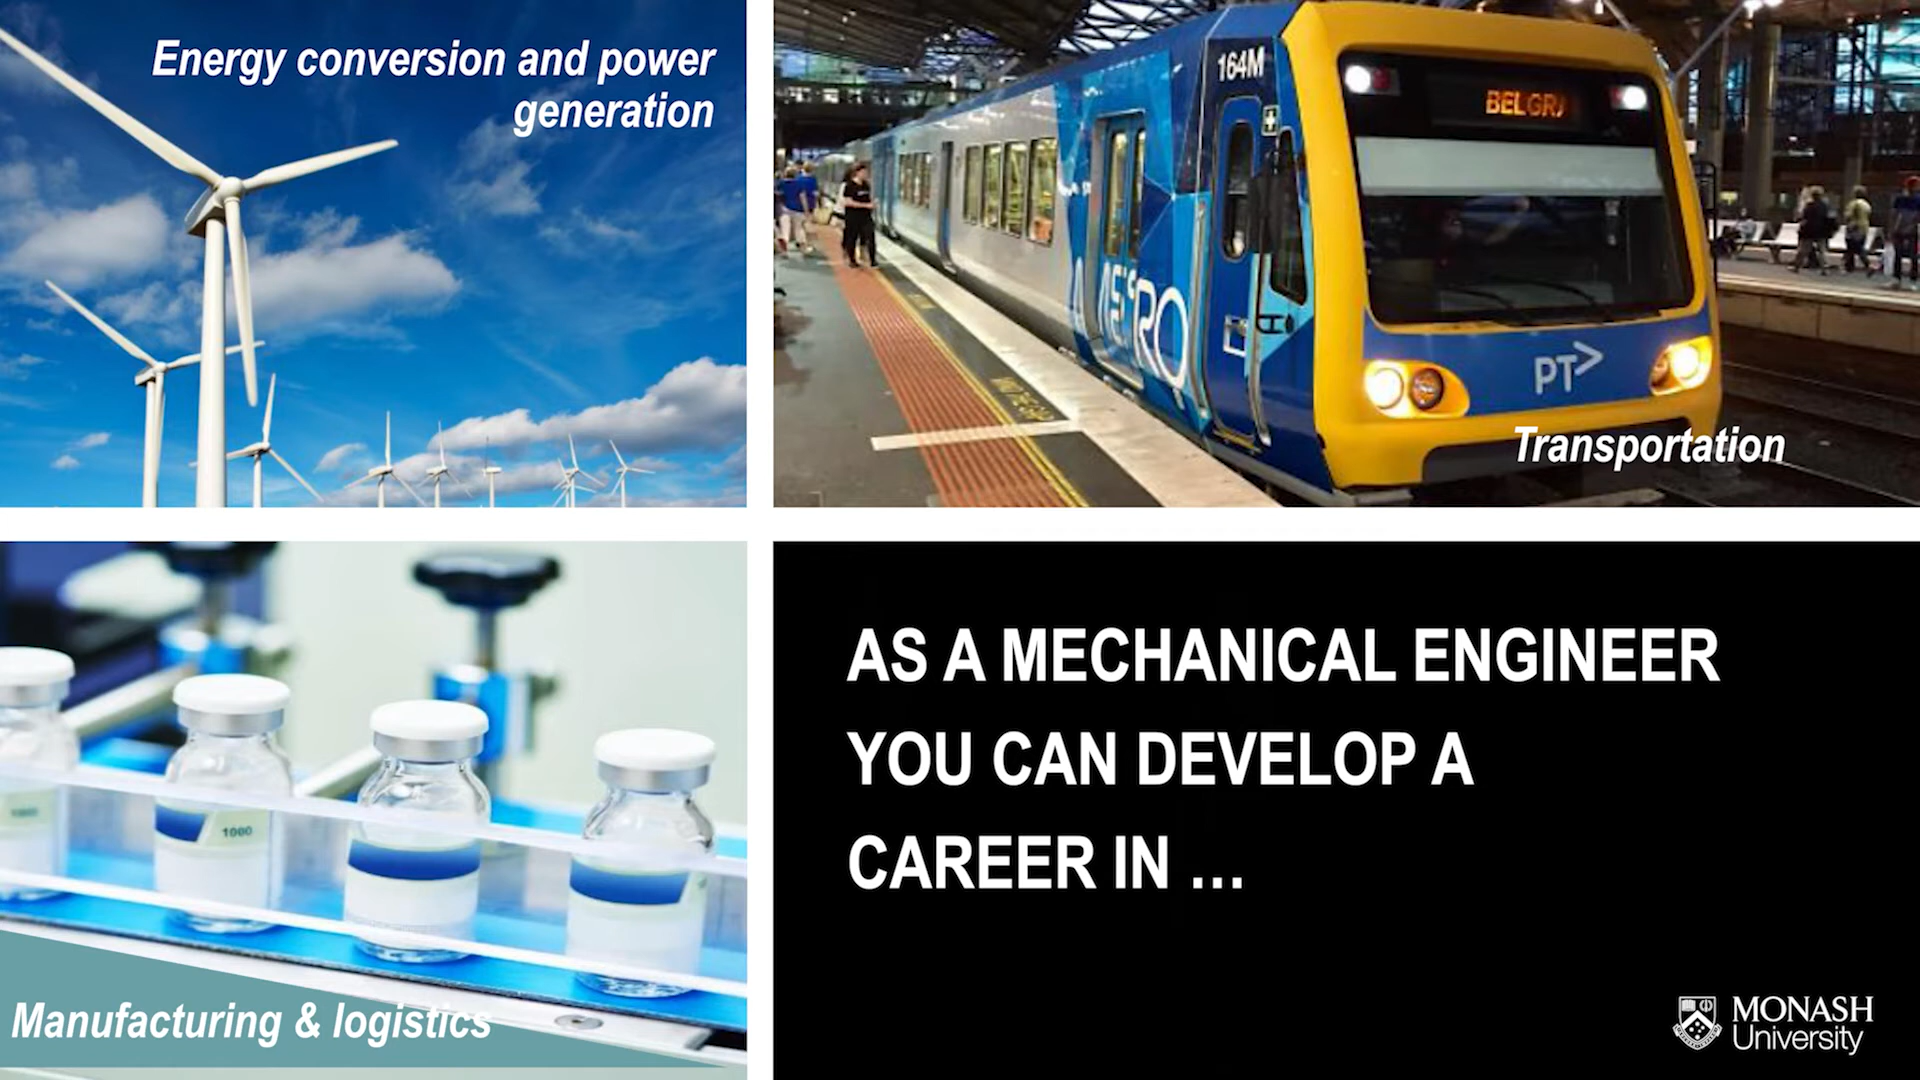 Energy conversion and power
generation
164M
METRO
PT>
Transportation
1000
Manufacturing & logistics
AS A MECHANICAL ENGINEER
YOU CAN DEVELOP A
CAREER IN ...
MONASH
University